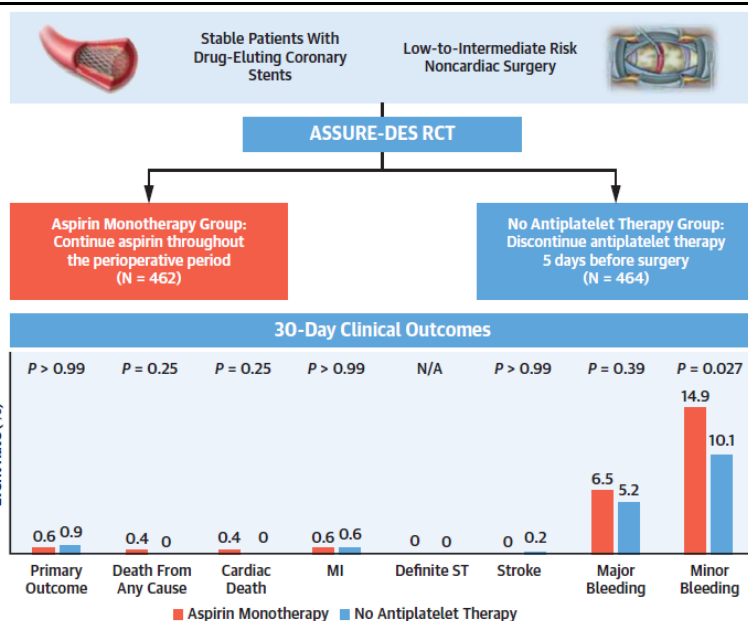 Stable Patients With
Drug-Eluting Coronary
Stents
Low-to-Intermediate Risk
Noncardiac Surgery
ASSURE-DES RCT
Aspirin Monotherapy Group:
Continue aspirin throughout
the perioperative period
(N = 462)
No Antiplatelet Therapy Group:
Discontinue antiplatelet therapy
5 days before surgery
(N = 464)
30-Day Clinical Outcomes
P > 0.99 P = 0.25 P = 0.25 P > 0.99 N/A P > 0.99 P = 0.39 P = 0.027
0.6 0.9 0.4 0 0.4 0 0.6 0.6 0 0 0 0.2 6.5 5.2 14.9 10.1
Primary Outcome
Death From Any Cause
Cardiac Death
MI
Definite ST
Stroke
Major Bleeding
Minor Bleeding
Aspirin Monotherapy No Antiplatelet Therapy